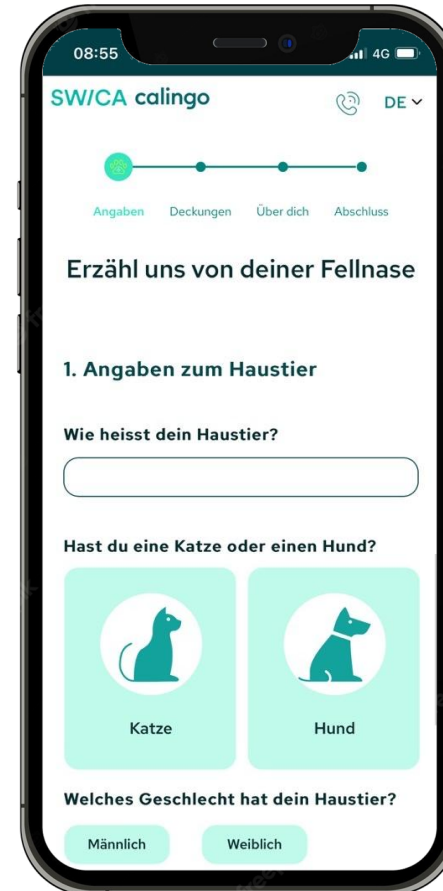 08:55
4G
SWICA calingo
DE
Angaben
Deckungen
Über dich
Abschluss
Erzähl uns von deiner Fellnase
1. Angaben zum Haustier
Wie heisst dein Haustier?
Hast du eine Katze oder einen Hund?
Katze
Hund
Welches Geschlecht hat dein Haustier?
Männlich
Weiblich